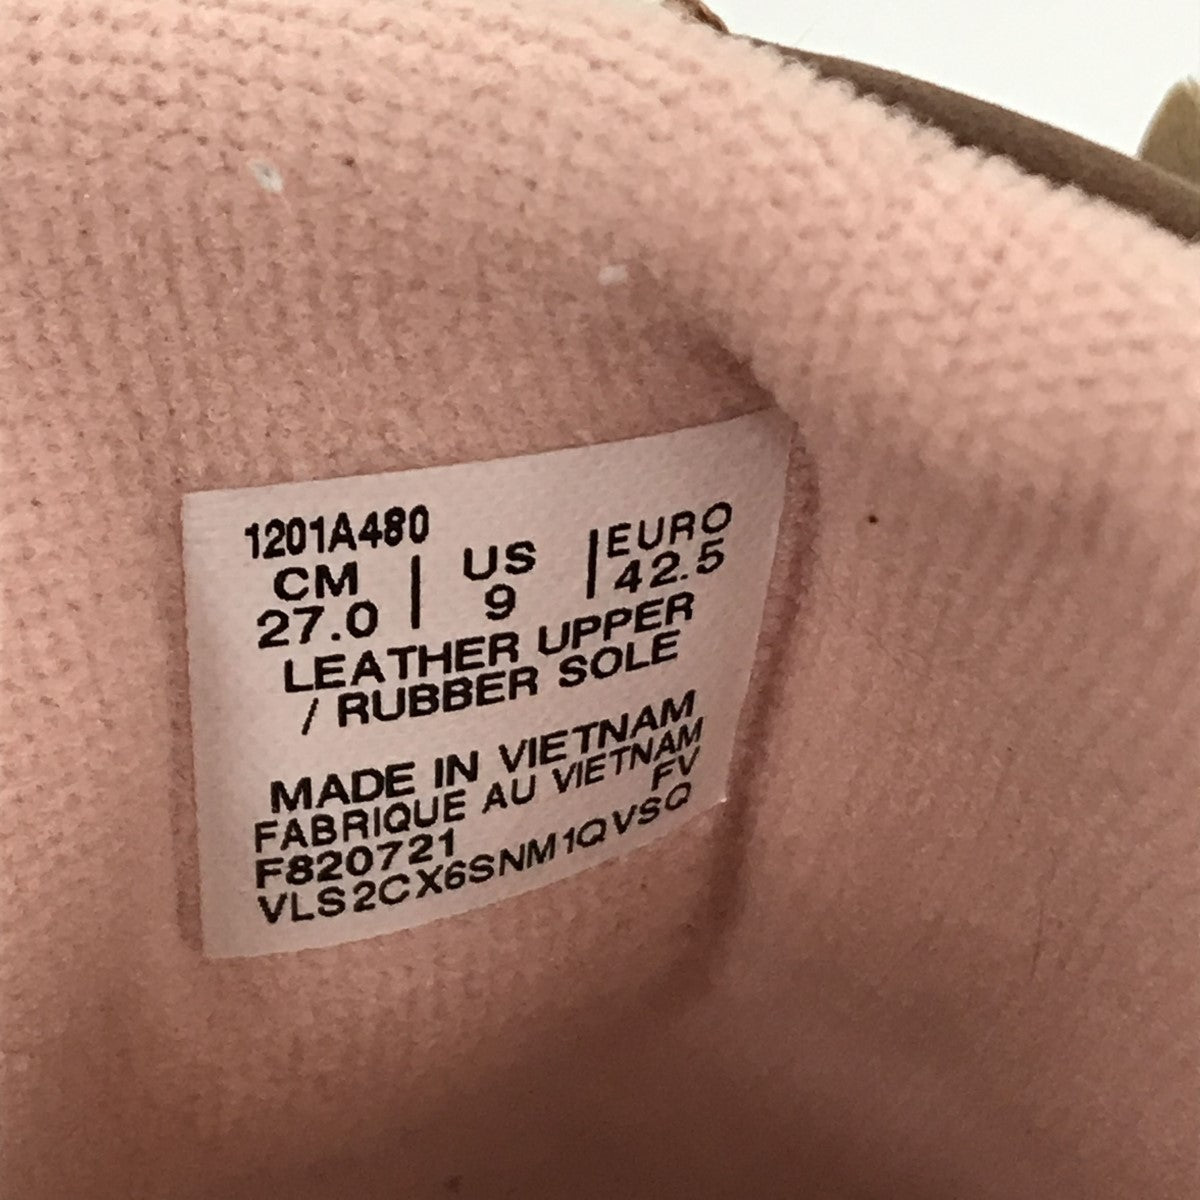 1201A480
CM | US | EURO
27.0 | 9 | 42.5
LEATHER UPPER
/ RUBBER SOLE
MADE IN VIETNAM
FABRIQUE AU VIETNAM
FV
F820721
VLS2CX6SNM1QVSQ